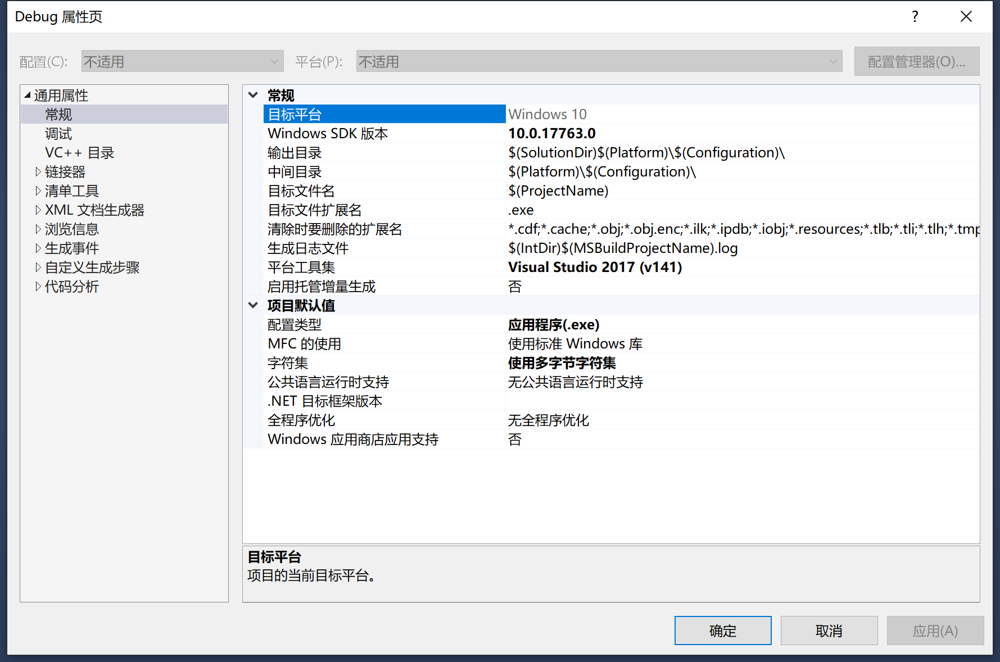 Debug 属性页
?
配置(C):
不适用
平台(P):
不适用
配置管理器(O)...
通用属性
常规
调试
VC++ 目录
链接器
清单工具
XML 文档生成器
浏览信息
生成事件
自定义生成步骤
代码分析
常规
目标平台 Windows 10
Windows SDK 版本 10.0.17763.0
输出目录 $(SolutionDir)$(Platform)\$(Configuration)\
中间目录 $(Platform)\$(Configuration)\
目标文件名 $(ProjectName)
目标文件扩展名 .exe
清除时要删除的扩展名 *.cdf;*.cache;*.obj;*.obj.enc;*.ilk;*.ipdb;*.iobj;*.resources;*.tlb;*.tli;*.tlh;*.tmp
生成日志文件 $(IntDir)$(MSBuildProjectName).log
平台工具集 Visual Studio 2017 (v141)
启用托管增量生成 否
项目默认值
配置类型 应用程序(.exe)
MFC 的使用 使用标准 Windows 库
字符集 使用多字节字符集
公共语言运行时支持 无公共语言运行时支持
.NET 目标框架版本
全程序优化 无全程序优化
Windows 应用商店应用支持 否
目标平台
项目的当前目标平台。
确定
取消
应用(A)